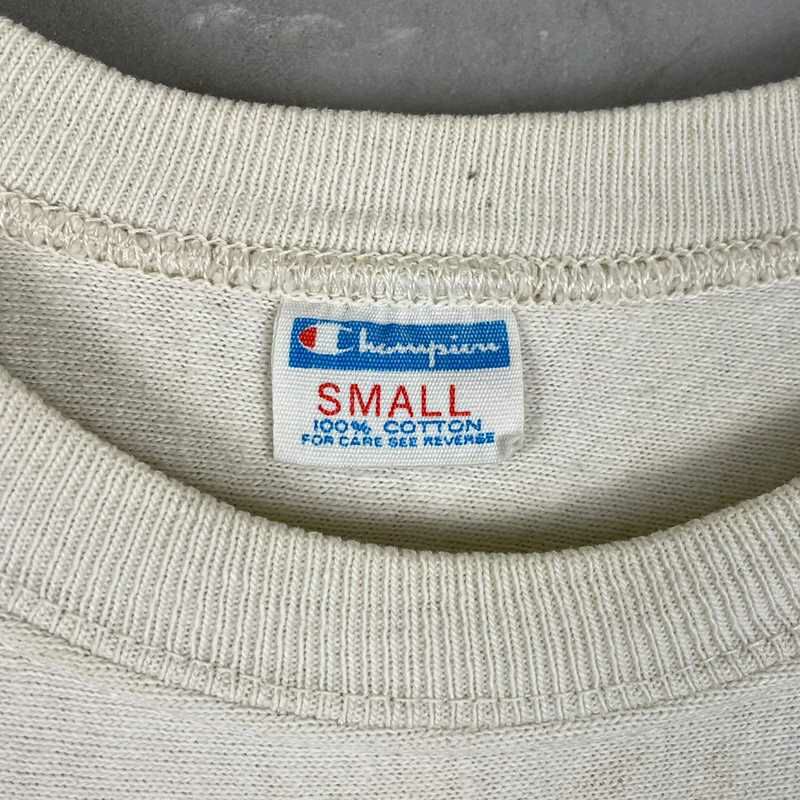 Champion
SMALL
100% COTTON
FOR CARE SEE REVERSE